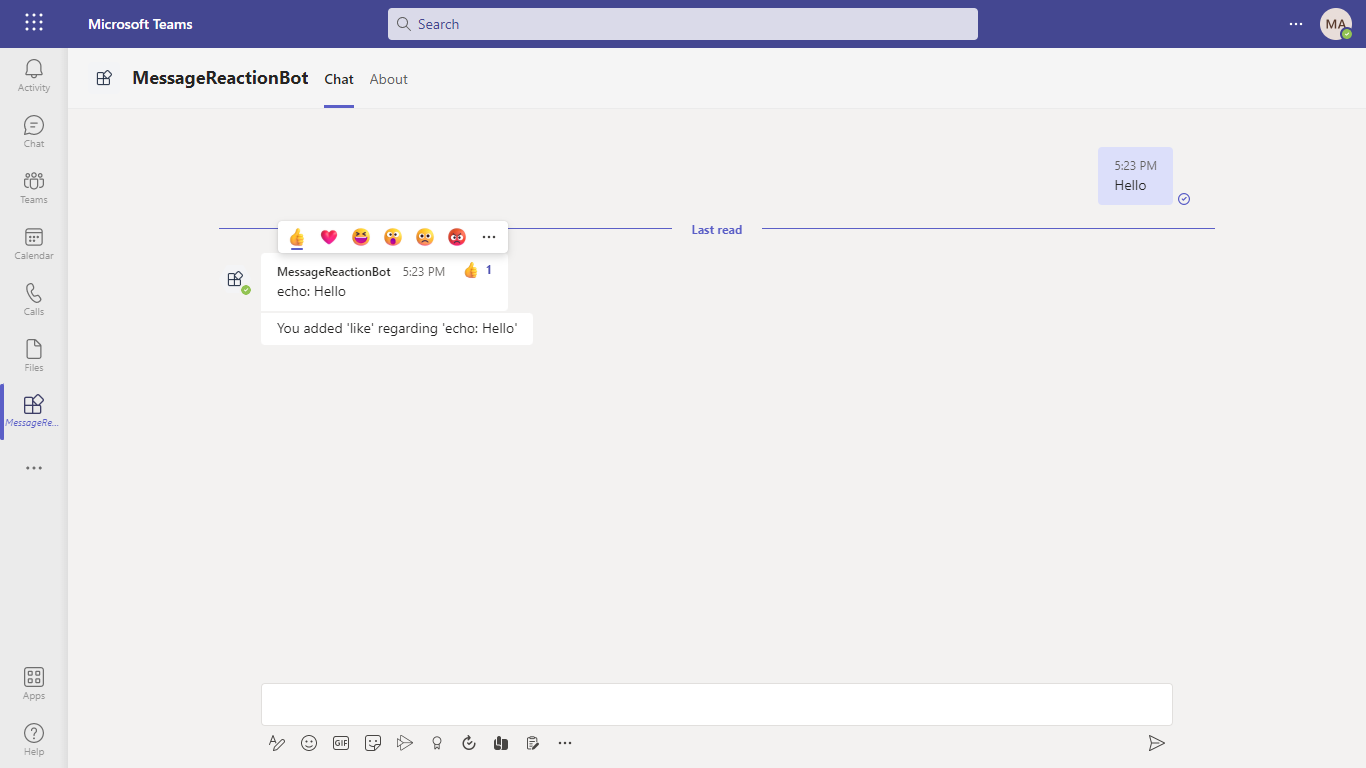 Microsoft Teams
Search
MA
Activity
Chat
Teams
Calendar
Calls
Files
MessageRe...
Apps
Help
MessageReactionBot Chat About
5:23 PM
Hello
Last read
MessageReactionBot 5:23 PM 1
echo: Hello
You added 'like' regarding 'echo: Hello'
GIF